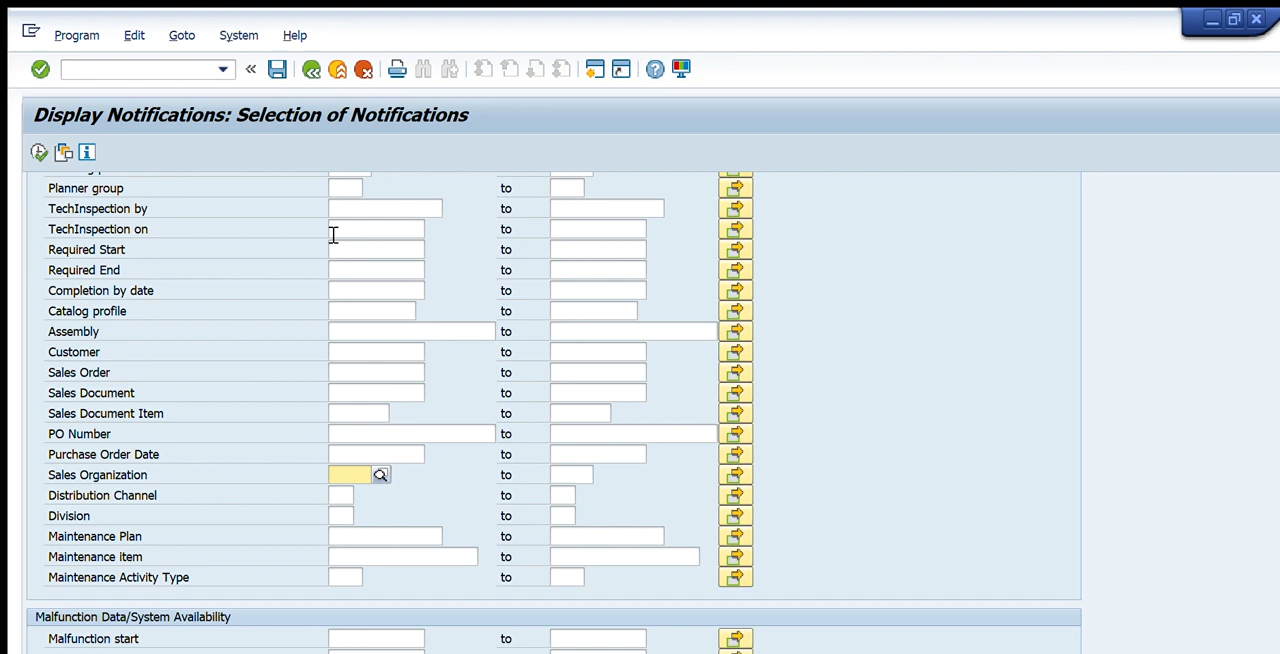 Program Edit Goto System Help
Display Notifications: Selection of Notifications
Planner group to
TechInspection by to
TechInspection on to
Required Start to
Required End to
Completion by date to
Catalog profile to
Assembly to
Customer to
Sales Order to
Sales Document to
Sales Document Item to
PO Number to
Purchase Order Date to
Sales Organization to
Distribution Channel to
Division to
Maintenance Plan to
Maintenance item to
Maintenance Activity Type to
Malfunction Data/System Availability
Malfunction start to